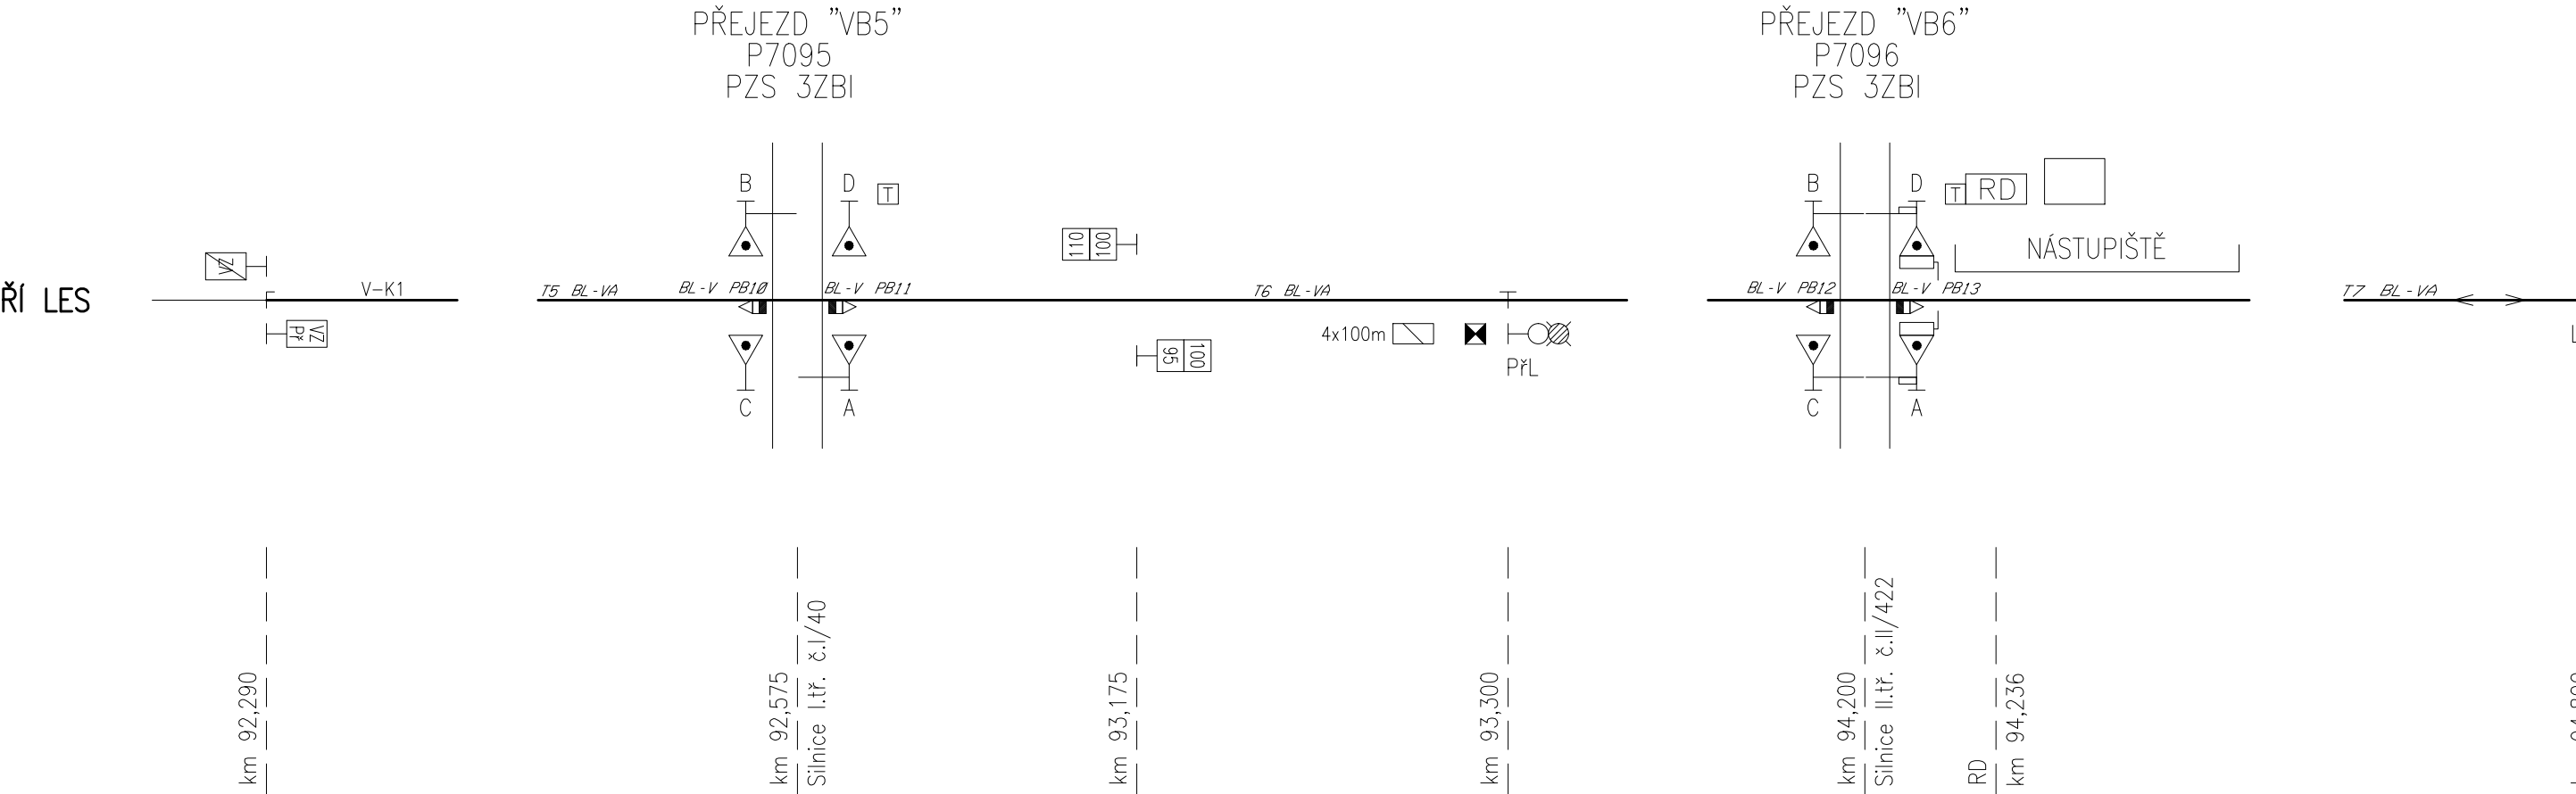 PŘEJEZD "VB5"
P7095
PZS 3ZBI
PŘEJEZD "VB6"
P7096
PZS 3ZBI
B
D
T
B
D
T
RD
110
100
NÁSTUPIŠTĚ
VZ
ŘÍ LES
V-K1
T5 BL-VA
BL-V PB10
BL-V PB11
T6 BL-VA
BL-V PB12
BL-V PB13
T7 BL-VA
VZ
Př
95
100
4x100m
PřL
L
C
A
C
A
km 92,290
km 92,575
Silnice I.tř. č.I/40
km 93,175
km 93,300
km 94,200
Silnice II.tř. č.II/422
RD
km 94,236